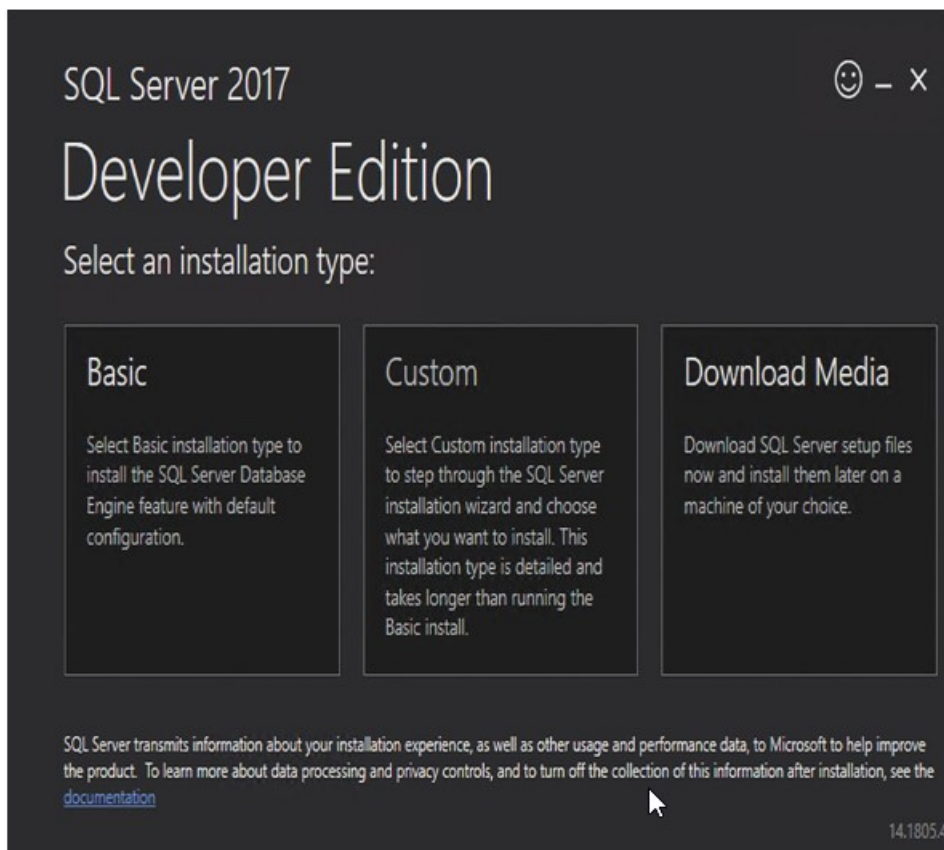 SQL Server 2017
Developer Edition
Select an installation type:
Basic
Select Basic installation type to
install the SQL Server Database
Engine feature with default
configuration.
Custom
Select Custom installation type
to step through the SQL Server
installation wizard and choose
what you want to install. This
installation type is detailed and
takes longer than running the
Basic install.
Download Media
Download SQL Server setup files
now and install them later on a
machine of your choice.
SQL Server transmits information about your installation experience, as well as other usage and performance data, to Microsoft to help improve
the product. To learn more about data processing and privacy controls, and to turn off the collection of this information after installation, see the
documentation
14.1805.4